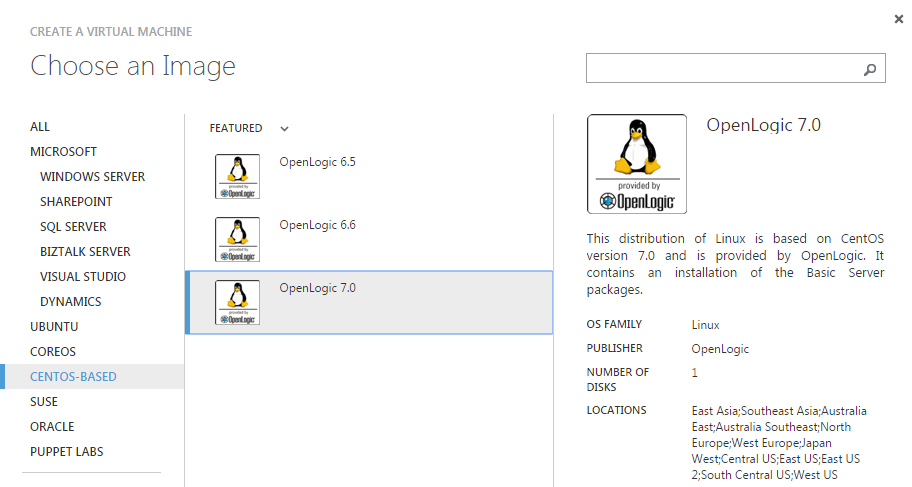 CREATE A VIRTUAL MACHINE
Choose an Image
ALL
MICROSOFT
WINDOWS SERVER
SHAREPOINT
SQL SERVER
BIZTALK SERVER
VISUAL STUDIO
DYNAMICS
UBUNTU
COREOS
CENTOS-BASED
SUSE
ORACLE
PUPPET LABS
FEATURED
provided by
OpenLogic
OpenLogic 6.5
provided by
OpenLogic
OpenLogic 6.6
provided by
OpenLogic
OpenLogic 7.0
provided by
OpenLogic
OpenLogic 7.0
This distribution of Linux is based on CentOS
version 7.0 and is provided by OpenLogic. It
contains an installation of the Basic Server
packages.
OS FAMILY Linux
PUBLISHER OpenLogic
NUMBER OF 1
DISKS
LOCATIONS East Asia;Southeast Asia;Australia
East;Australia Southeast;North
Europe;West Europe;Japan
West;Central US;East US;East US
2;South Central US;West US